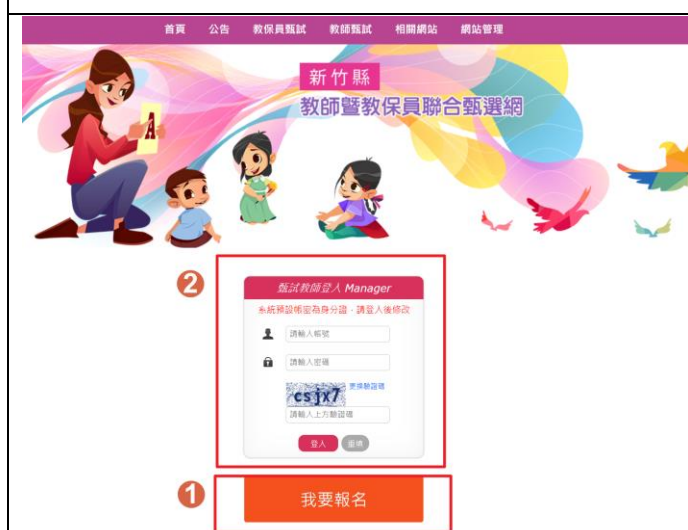 首頁 公告 教保員甄試 教師甄試 相關網站 網站管理
新竹縣
教師暨教保員聯合甄選網
A
2
甄試教師登入 Manager
系統預設帳密為身分證，請登入後修改
請輸入帳號
請輸入密碼
csjx7 更換驗證碼
請輸入上方驗證碼
登入 重填
1 我要報名